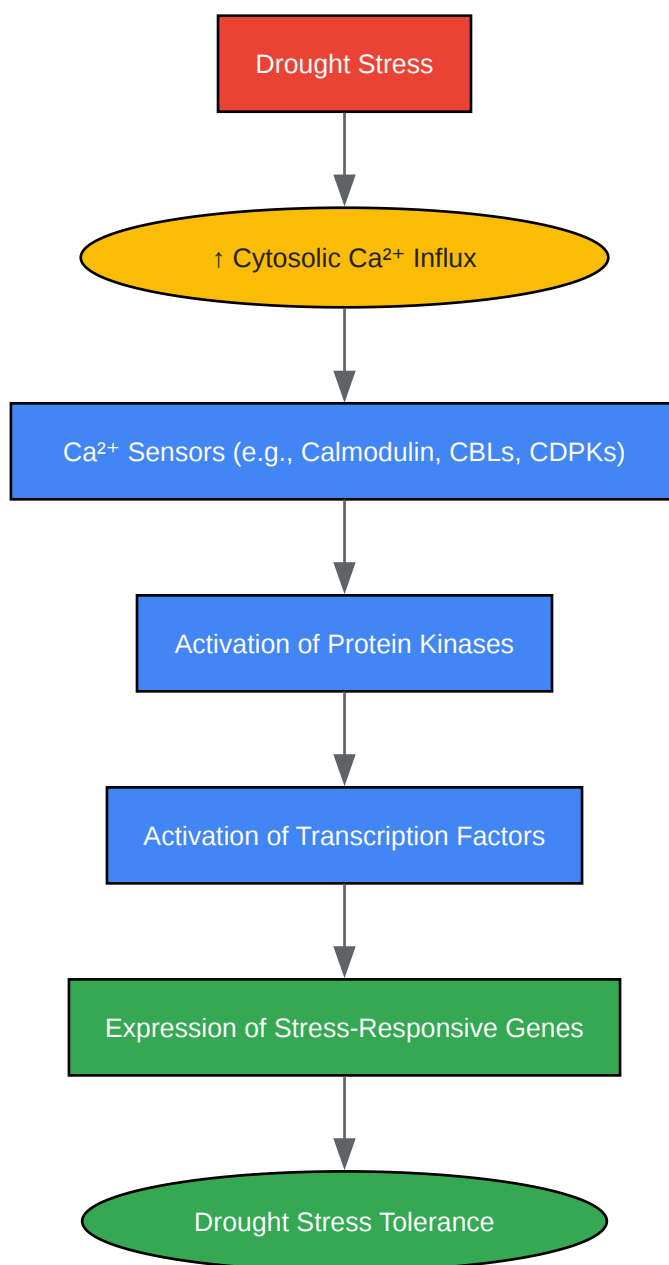 Drought Stress
↑ Cytosolic Ca²⁺ Influx
Ca²⁺ Sensors (e.g., Calmodulin, CBLs, CDPKs)
Activation of Protein Kinases
Activation of Transcription Factors
Expression of Stress-Responsive Genes
Drought Stress Tolerance